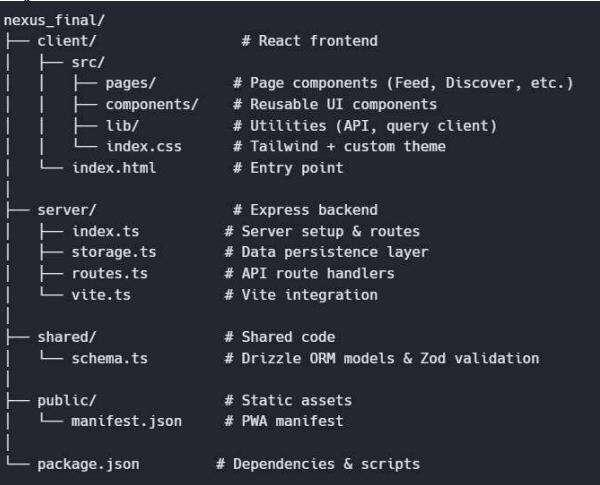 nexus_final/
├── client/                # React frontend
│   ├── src/
│   │   ├── pages/         # Page components (Feed, Discover, etc.)
│   │   ├── components/    # Reusable UI components
│   │   ├── lib/           # Utilities (API, query client)
│   │   └── index.css      # Tailwind + custom theme
│   └── index.html         # Entry point
│
├── server/                # Express backend
│   ├── index.ts          # Server setup & routes
│   ├── storage.ts        # Data persistence layer
│   ├── routes.ts         # API route handlers
│   └── vite.ts           # Vite integration
│
├── shared/               # Shared code
│   └── schema.ts         # Drizzle ORM models & Zod validation
│
├── public/               # Static assets
│   └── manifest.json     # PWA manifest
│
└── package.json         # Dependencies & scripts